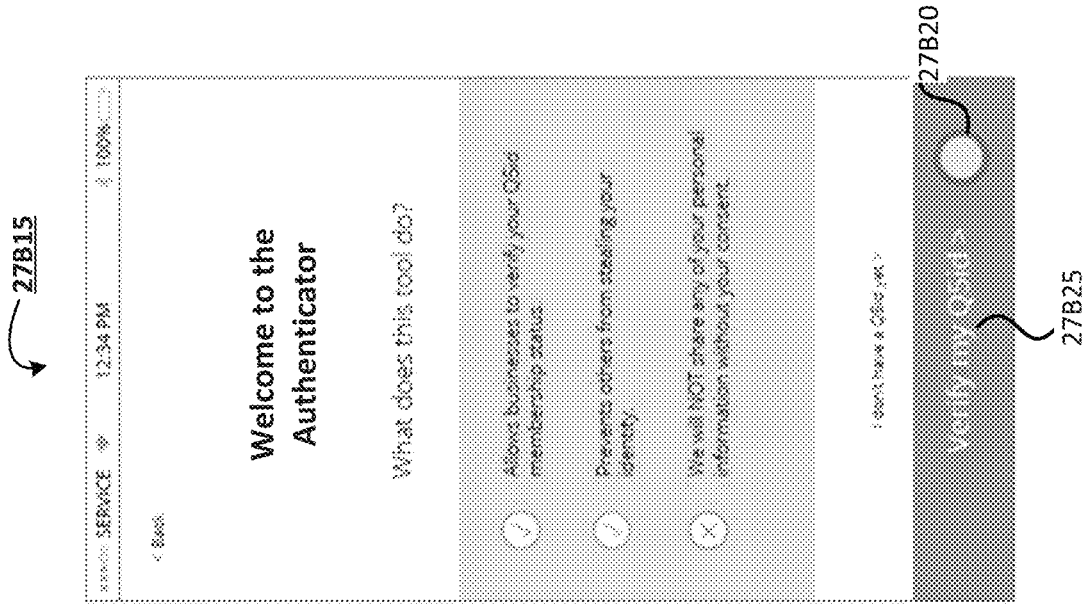 27B15
SERVICE 12:34 PM 100%
< Back
Welcome to the
Authenticator
What does this tool do?
Allows businesses to verify your QSid
membership status.
Prevents others from stealing your
identity.
We will NOT share any of your personal
information without your consent.
I don't have a QSid yet >
27B20
27B25